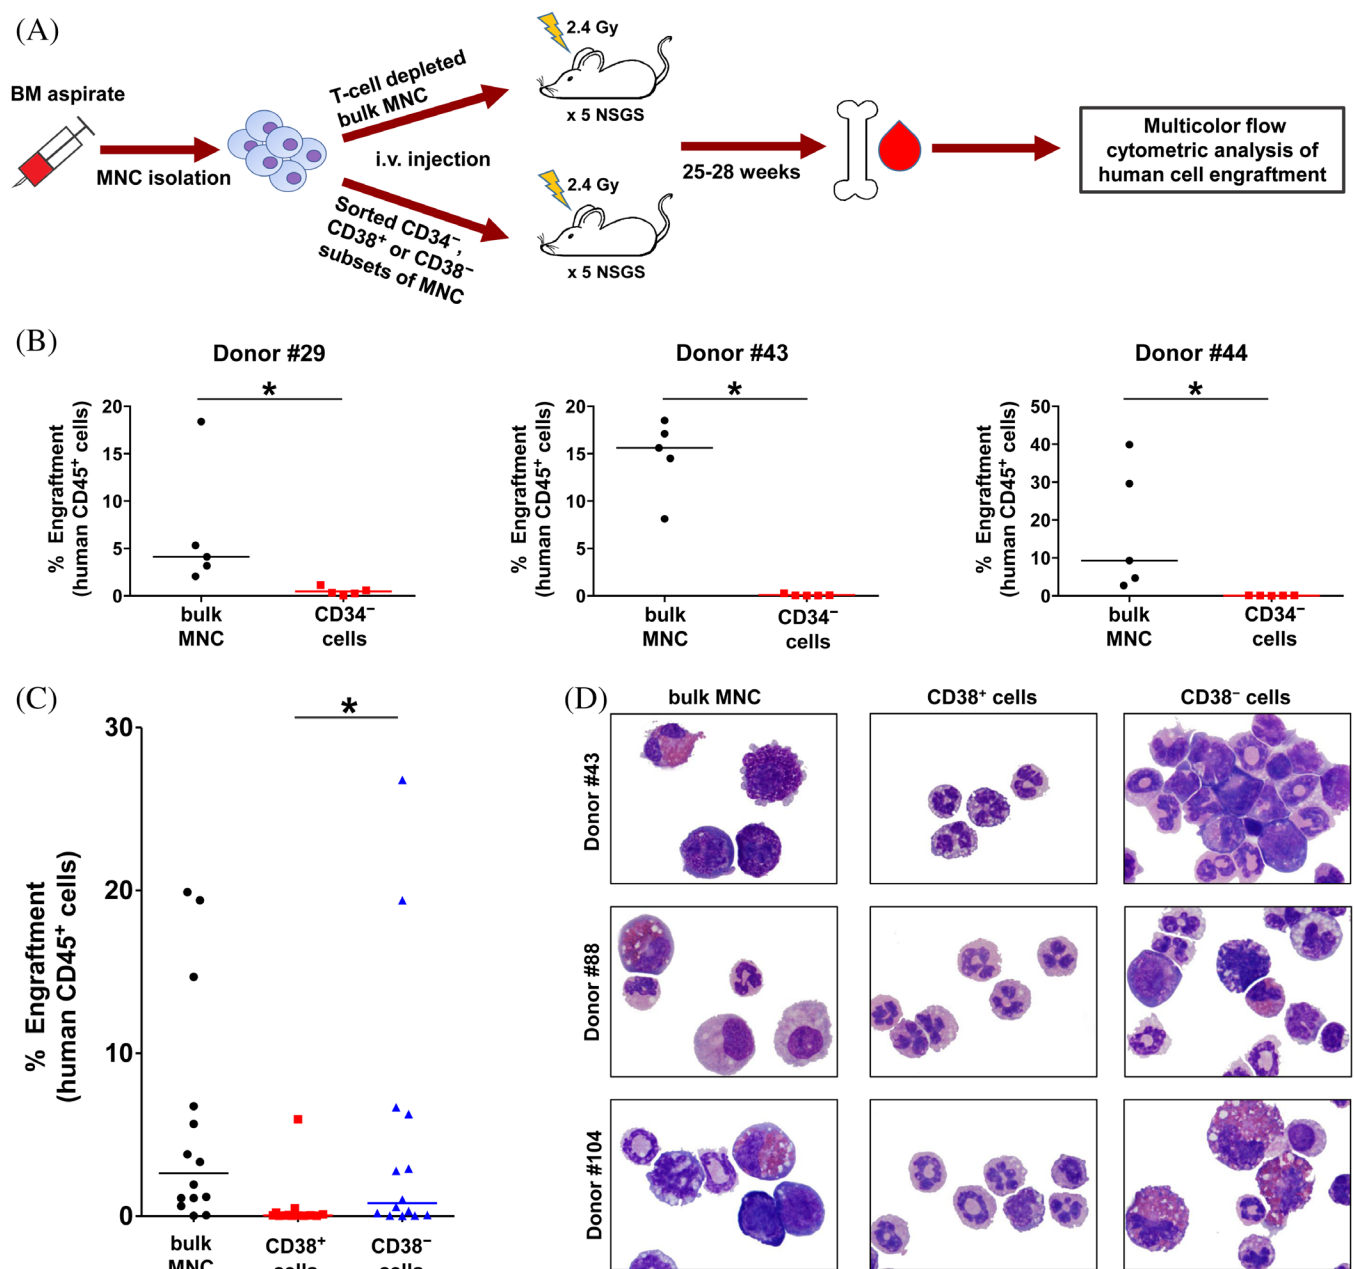 (A)
BM aspirate
MNC isolation
T-cell depleted
bulk MNC
i.v. injection
Sorted CD34⁻,
CD38⁺ or CD38⁻
subsets of MNC
2.4 Gy
x 5 NSGS
2.4 Gy
x 5 NSGS
25-28 weeks
Multicolor flow
cytometric analysis of
human cell engraftment
(B)
Donor #29
*
% Engraftment
(human CD45⁺ cells)
20
15
10
5
0
bulk
MNC
CD34⁻
cells
Donor #43
*
% Engraftment
(human CD45⁺ cells)
20
15
10
5
0
bulk
MNC
CD34⁻
cells
Donor #44
*
% Engraftment
(human CD45⁺ cells)
50
40
30
20
10
0
bulk
MNC
CD34⁻
cells
(C)
*
% Engraftment
(human CD45⁺ cells)
30
20
10
0
bulk
MNC
CD38⁺
cells
CD38⁻
cells
(D)
bulk MNC
CD38⁺ cells
CD38⁻ cells
Donor #43
Donor #88
Donor #104